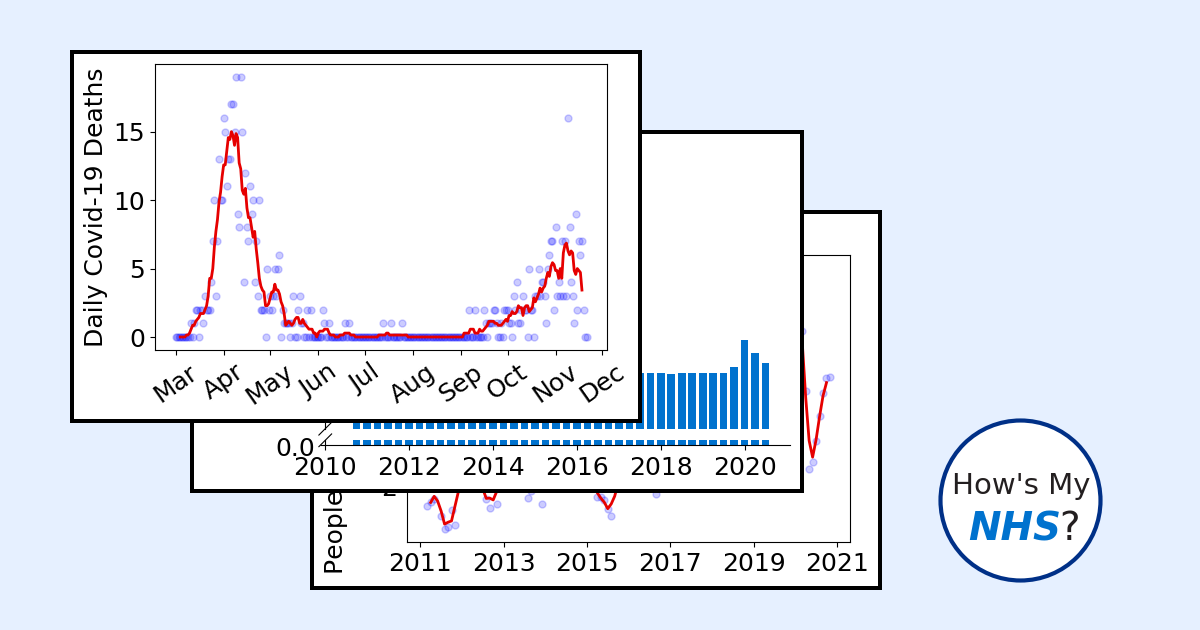 Daily Covid-19 Deaths
15
10
5
0
Mar Apr May Jun Jul Aug Sep Oct Nov Dec
0.0
2010 2012 2014 2016 2018 2020
People
2011 2013 2015 2017 2019 2021
How's My
NHS?